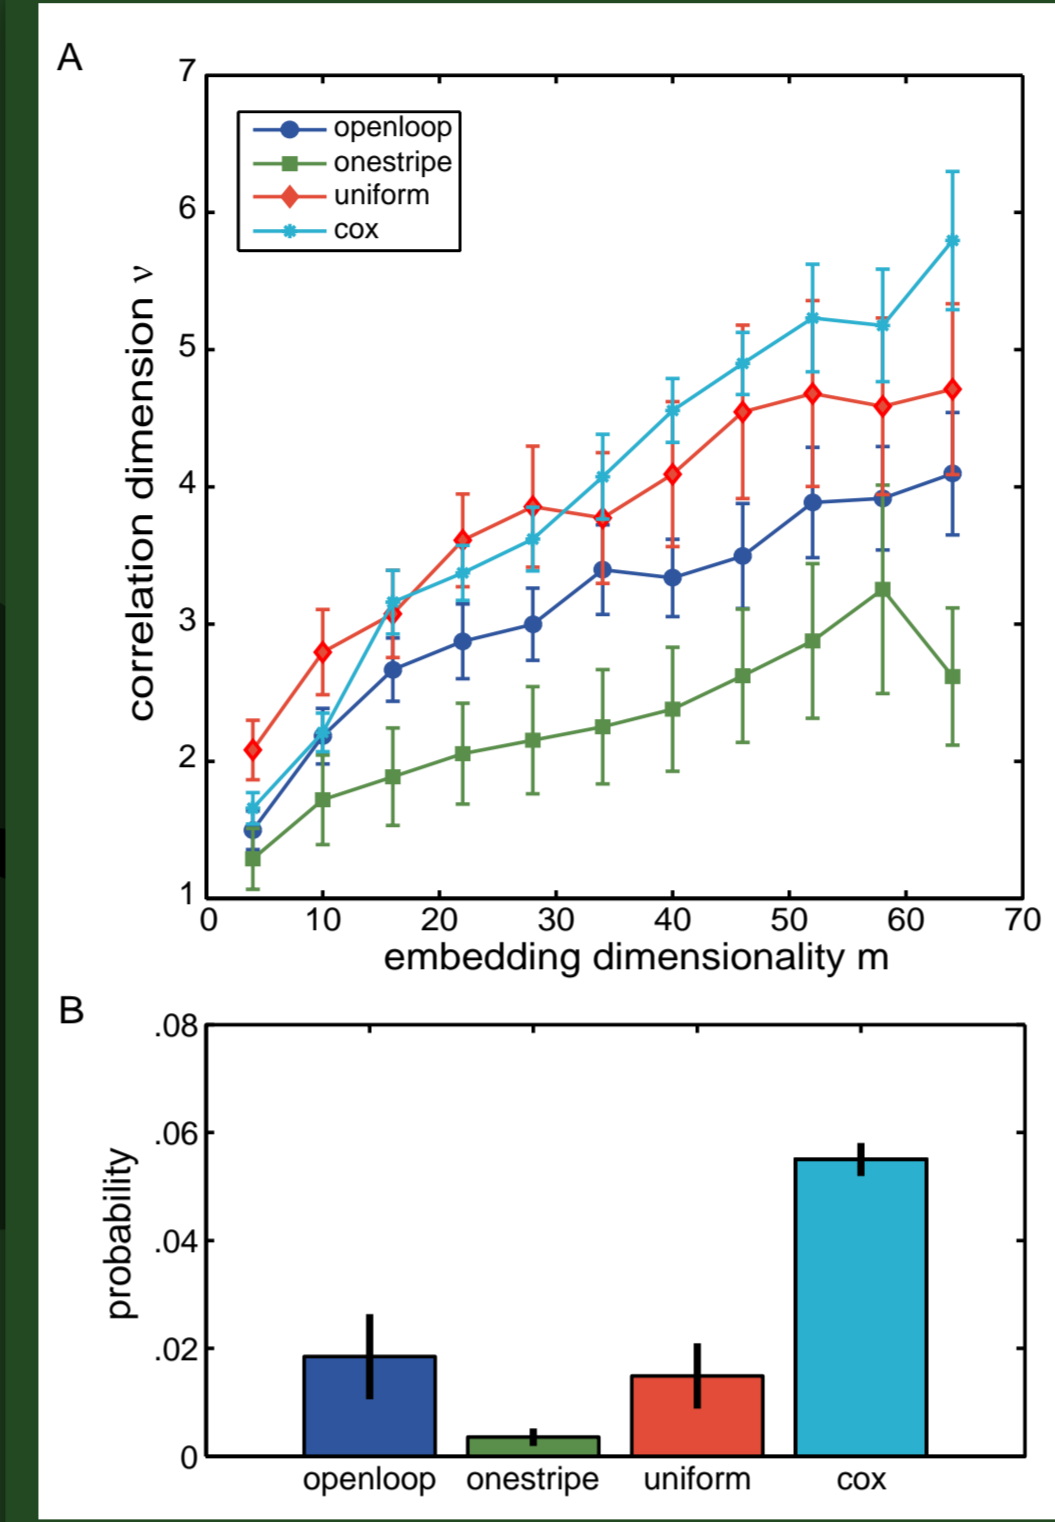 A
7
6
5
4
3
2
1
correlation dimension ν
openloop
onestripe
uniform
cox
0 10 20 30 40 50 60 70
embedding dimensionality m
B
.08
.06
.04
.02
0
probability
openloop onestripe uniform cox